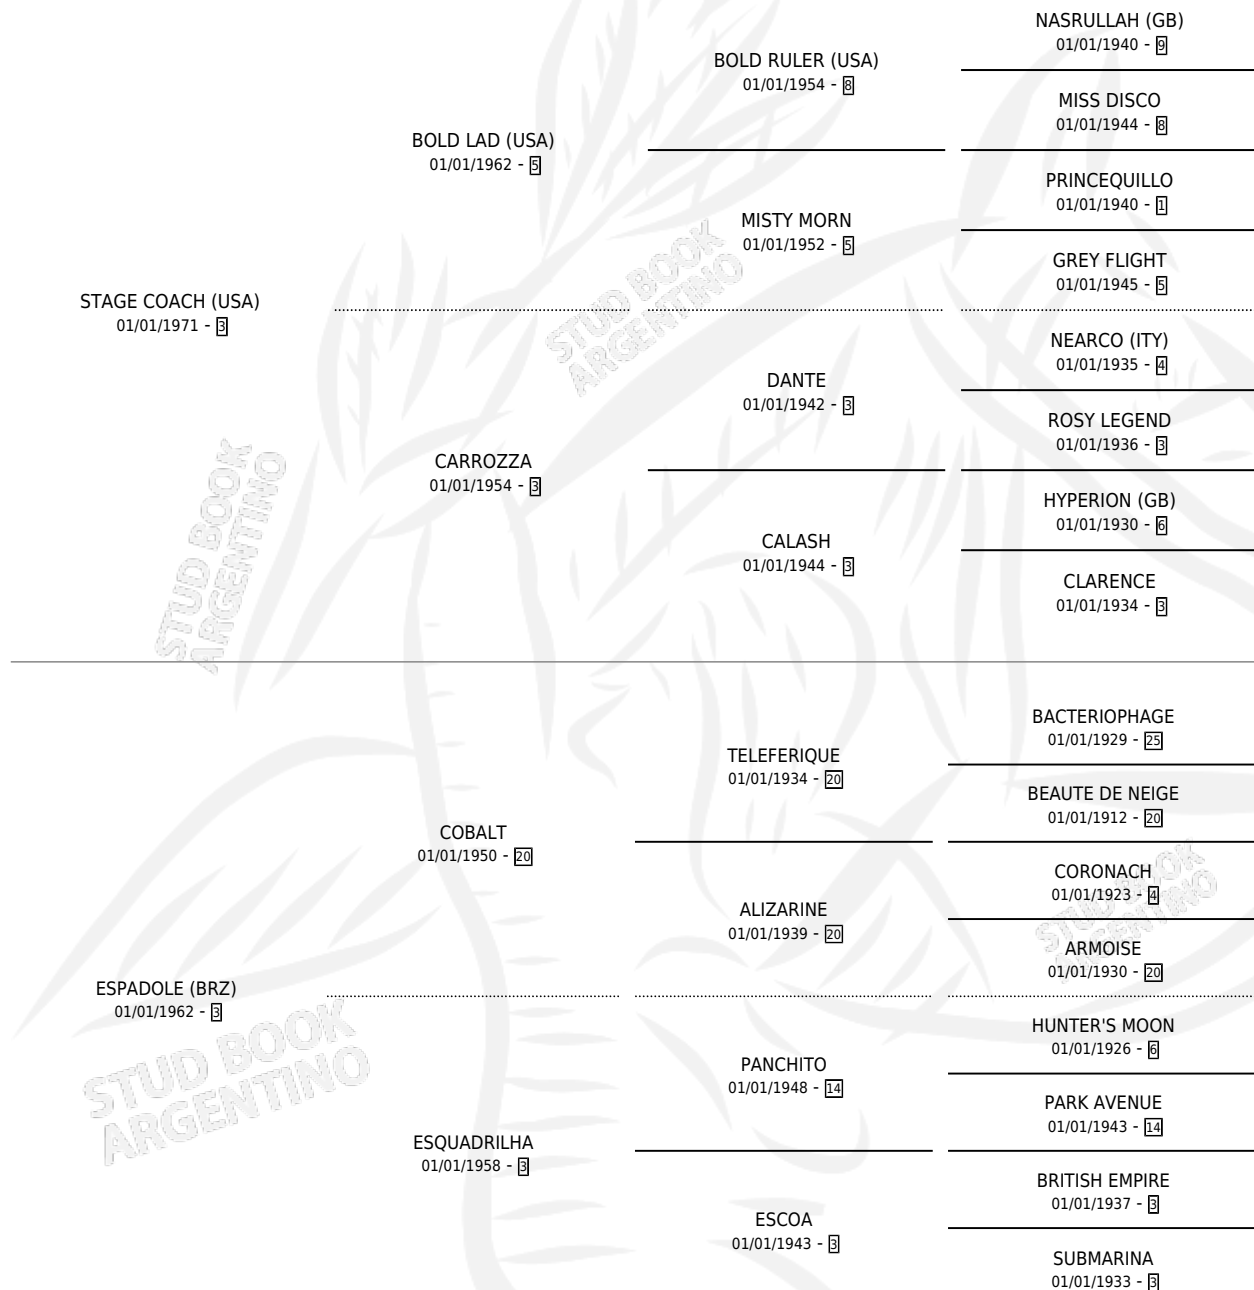 NASRULLAH (GB)
01/01/1940 - 9
BOLD RULER (USA)
01/01/1954 - 8
MISS DISCO
01/01/1944 - 8
BOLD LAD (USA)
01/01/1962 - 5
PRINCEQUILLO
01/01/1940 - 1
MISTY MORN
01/01/1952 - 5
GREY FLIGHT
01/01/1945 - 5
STAGE COACH (USA)
01/01/1971 - 3
NEARCO (ITY)
01/01/1935 - 4
DANTE
01/01/1942 - 3
ROSY LEGEND
01/01/1936 - 3
CARROZZA
01/01/1954 - 3
HYPERION (GB)
01/01/1930 - 6
CALASH
01/01/1944 - 3
CLARENCE
01/01/1934 - 3
BACTERIOPHAGE
01/01/1929 - 25
TELEFERIQUE
01/01/1934 - 20
BEAUTE DE NEIGE
01/01/1912 - 20
COBALT
01/01/1950 - 20
CORONACH
01/01/1923 - 4
ALIZARINE
01/01/1939 - 20
ARMOISE
01/01/1930 - 20
ESPADOLE (BRZ)
01/01/1962 - 3
HUNTER'S MOON
01/01/1926 - 6
PANCHITO
01/01/1948 - 14
PARK AVENUE
01/01/1943 - 14
ESQUADRILHA
01/01/1958 - 3
BRITISH EMPIRE
01/01/1937 - 3
ESCOA
01/01/1943 - 3
SUBMARINA
01/01/1933 - 3
STUD BOOK
ARGENTINO
STUD BOOK
ARGENTINO
STUD BOOK
ARGENTINO
STUD BOOK
ARGENTINO